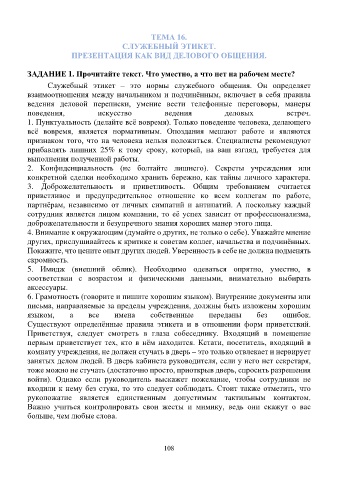 ТЕМА 16.
СЛУЖЕБНЫЙ ЭТИКЕТ.
ПРЕЗЕНТАЦИЯ КАК ВИД ДЕЛОВОГО ОБЩЕНИЯ.
ЗАДАНИЕ 1. Прочитайте текст. Что уместно, а что нет на рабочем месте?
Служебный этикет – это нормы служебного общения. Он определяет
взаимоотношения между начальником и подчинённым, включает в себя правила
ведения деловой переписки, умение вести телефонные переговоры, манеры
поведения, искусство ведения деловых встреч.
1. Пунктуальность (делайте всё вовремя). Только поведение человека, делающего
всё вовремя, является нормативным. Опоздания мешают работе и являются
признаком того, что на человека нельзя положиться. Специалисты рекомендуют
прибавлять лишних 25% к тому сроку, который, на ваш взгляд, требуется для
выполнения полученной работы.
2. Конфиденциальность (не болтайте лишнего). Секреты учреждения или
конкретной сделки необходимо хранить бережно, как тайны личного характера.
3. Доброжелательность и приветливость. Общим требованием считается
приветливое и предупредительное отношение ко всем коллегам по работе,
партнёрам, независимо от личных симпатий и антипатий. А поскольку каждый
сотрудник является лицом компании, то её успех зависит от профессионализма,
доброжелательности и безупречного знания хороших манер этого лица.
4. Внимание к окружающим (думайте о других, не только о себе). Уважайте мнение
других, прислушивайтесь к критике и советам коллег, начальства и подчинённых.
Покажите, что цените опыт других людей. Уверенность в себе не должна подменять
скромность.
5. Имидж (внешний облик). Необходимо одеваться опрятно, уместно, в
соответствии с возрастом и физическими данными, внимательно выбирать
аксессуары.
6. Грамотность (говорите и пишите хорошим языком). Внутренние документы или
письма, направляемые за пределы учреждения, должны быть изложены хорошим
языком, а все имена собственные переданы без ошибок.
Существуют определённые правила этикета и в отношении форм приветствий.
Приветствуя, следует смотреть в глаза собеседнику. Входящий в помещение
первым приветствует тех, кто в нём находится. Кстати, посетитель, входящий в
комнату учреждения, не должен стучать в дверь – это только отвлекает и нервирует
занятых делом людей. В дверь кабинета руководителя, если у него нет секретаря,
тоже можно не стучать (достаточно просто, приоткрыв дверь, спросить разрешения
войти). Однако если руководитель выскажет пожелание, чтобы сотрудники не
входили к нему без стука, то это следует соблюдать. Стоит также отметить, что
рукопожатие является единственным допустимым тактильным контактом.
Важно учиться контролировать свои жесты и мимику, ведь они скажут о вас
больше, чем любые слова.
108